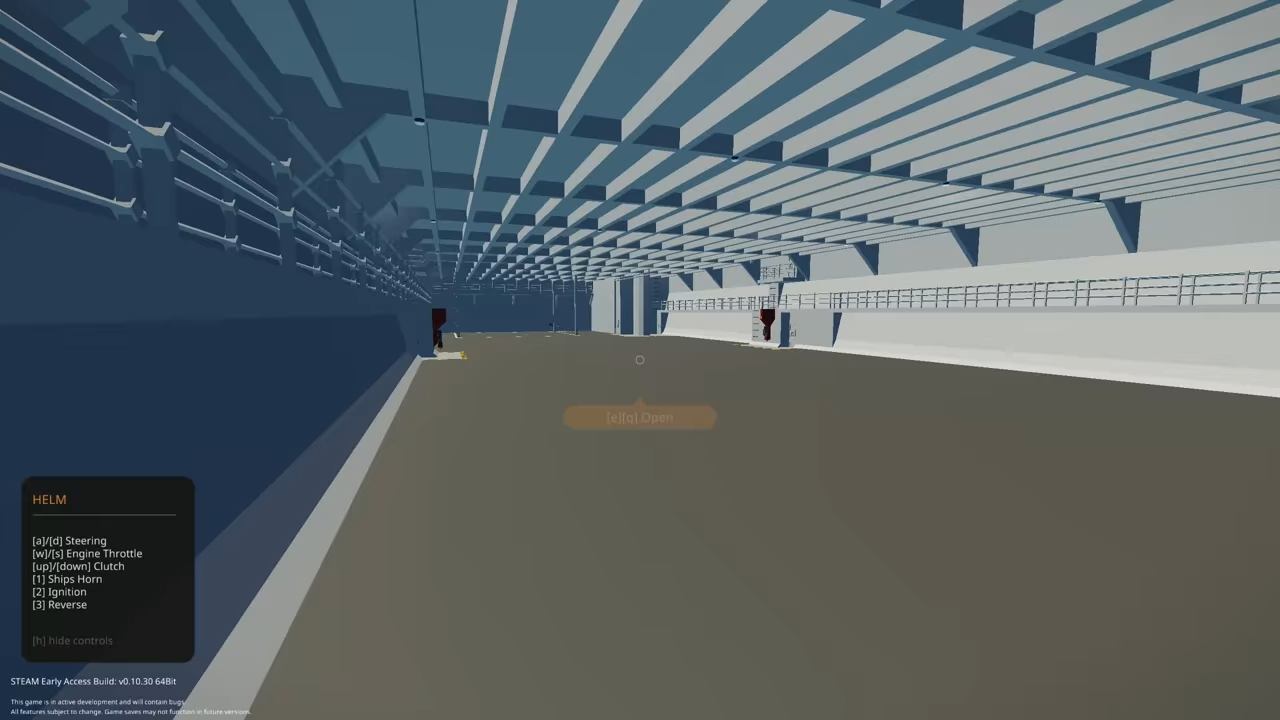 [e][q] Open
HELM
[a]/[d] Steering
[w]/[s] Engine Throttle
[up]/[down] Clutch
[1] Ships Horn
[2] Ignition
[3] Reverse
[h] hide controls
STEAM Early Access Build: v0.10.30 64Bit
This game is in active development and will contain bugs.
All features subject to change. Game saves may not function in future versions.